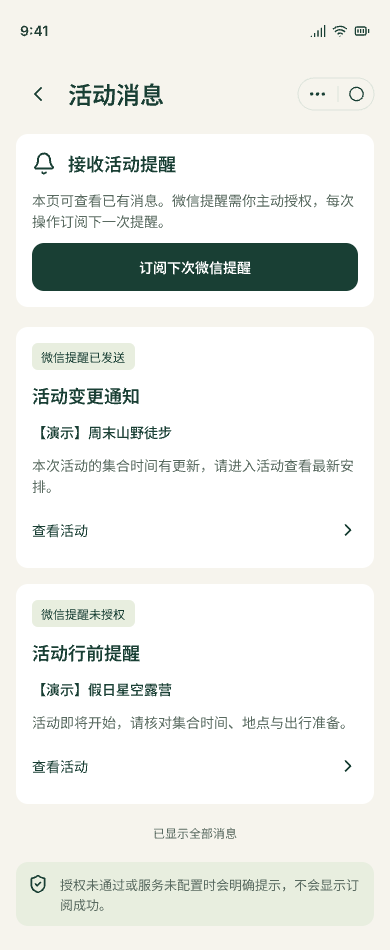 9:41
活动消息
接收活动提醒
本页可查看已有消息。微信提醒需你主动授权，每次
操作订阅下一次提醒。
订阅下次微信提醒
微信提醒已发送
活动变更通知
【演示】周末山野徒步
本次活动的集合时间有更新，请进入活动查看最新安
排。
查看活动
微信提醒未授权
活动行前提醒
【演示】假日星空露营
活动即将开始，请核对集合时间、地点与出行准备。
查看活动
已显示全部消息
授权未通过或服务未配置时会明确提示，不会显示订
阅成功。